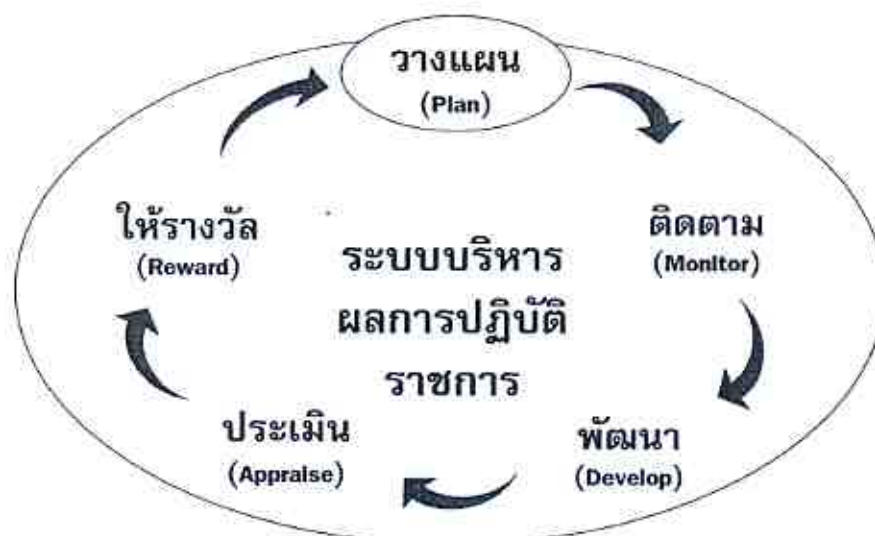 วางแผน
(Plan)
ติดตาม
(Monitor)
พัฒนา
(Develop)
ประเมิน
(Appraise)
ให้รางวัล
(Reward)
ระบบบริหาร
ผลการปฏิบัติ
ราชการ